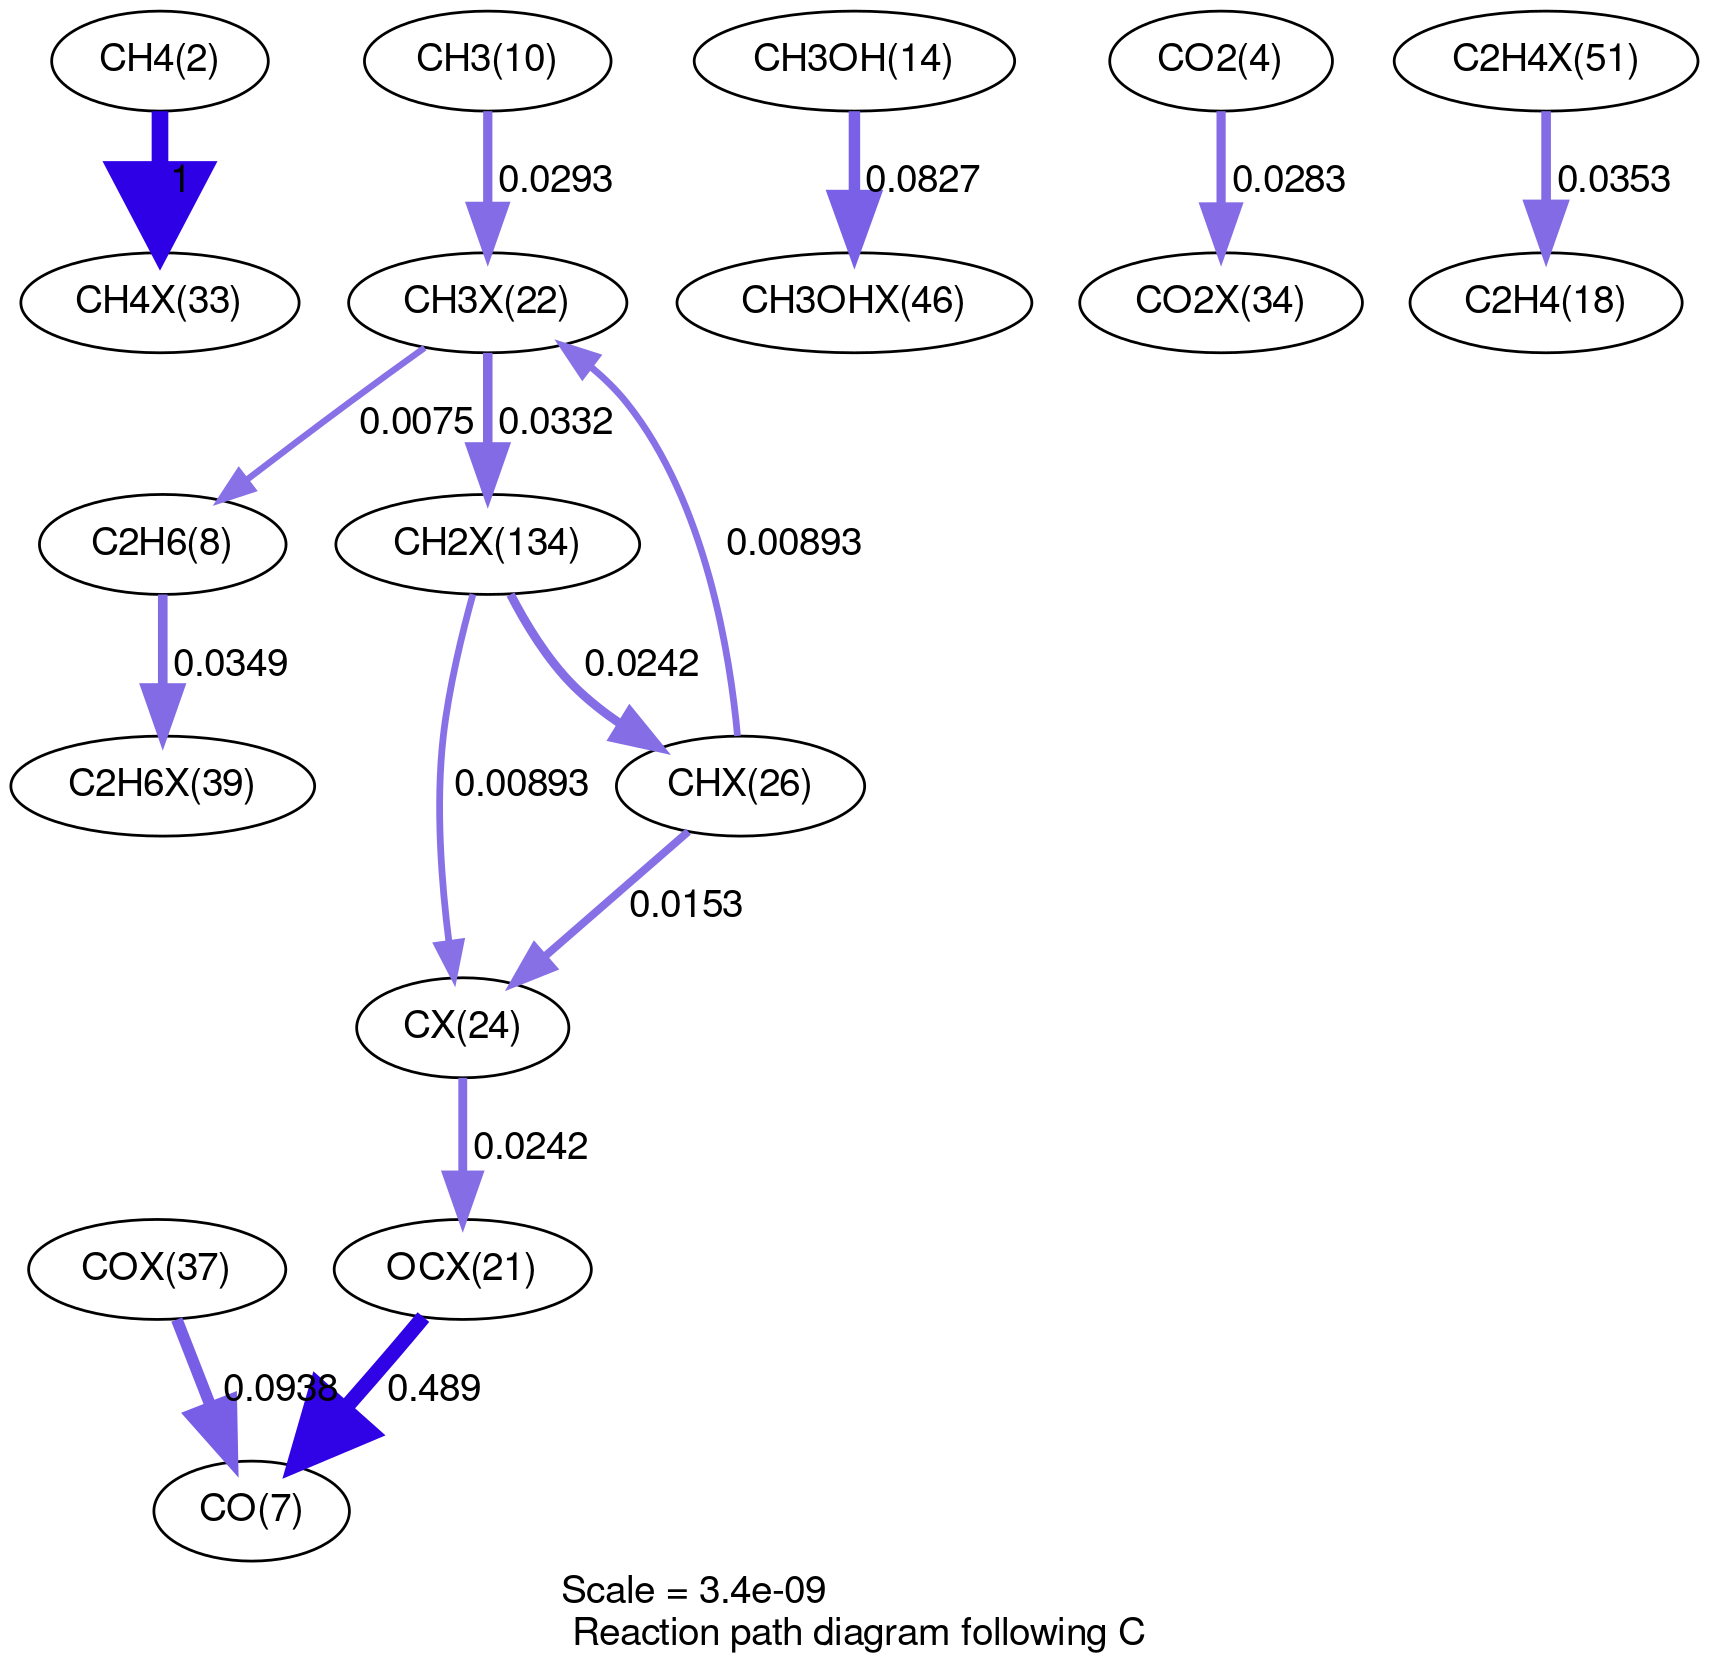 CH4(2)
CH3(10)
CH3OH(14)
CO2(4)
C2H4X(51)
1
0.0293
0.0827
0.0283
0.0353
CH4X(33)
CH3X(22)
CH3OHX(46)
CO2X(34)
C2H4(18)
0.0075
0.0332
C2H6(8)
CH2X(134)
0.00893
0.0349
0.0242
C2H6X(39)
0.00893
CHX(26)
0.0153
CX(24)
0.0242
COX(37)
OCX(21)
0.0938
0.489
CO(7)
Scale = 3.4e-09
Reaction path diagram following C